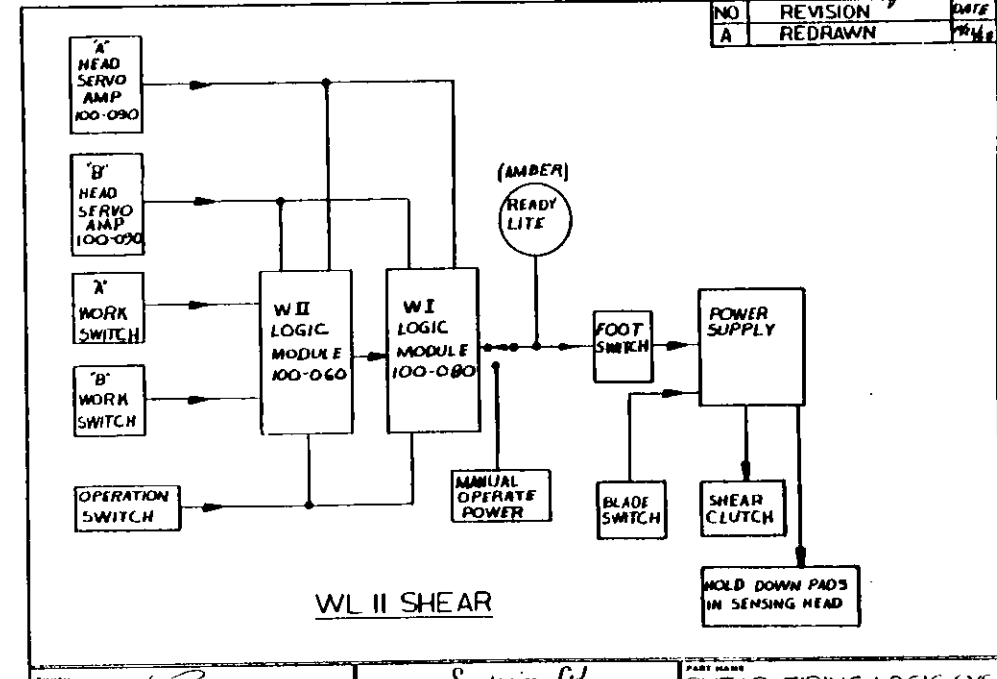 NO REVISION DATE
A REDRAWN
"A"
HEAD
SERVO
AMP
100-090
"B"
HEAD
SERVO
AMP
100-090
"A"
WORK
SWITCH
"B"
WORK
SWITCH
OPERATION
SWITCH
W II
LOGIC
MODULE
100-060
W I
LOGIC
MODULE
100-080
(AMBER)
READY
LITE
MANUAL
OPERATE
POWER
FOOT
SWITCH
BLADE
SWITCH
POWER
SUPPLY
SHEAR
CLUTCH
HOLD DOWN PADS
IN SENSING HEAD
WL II SHEAR
PART NAME